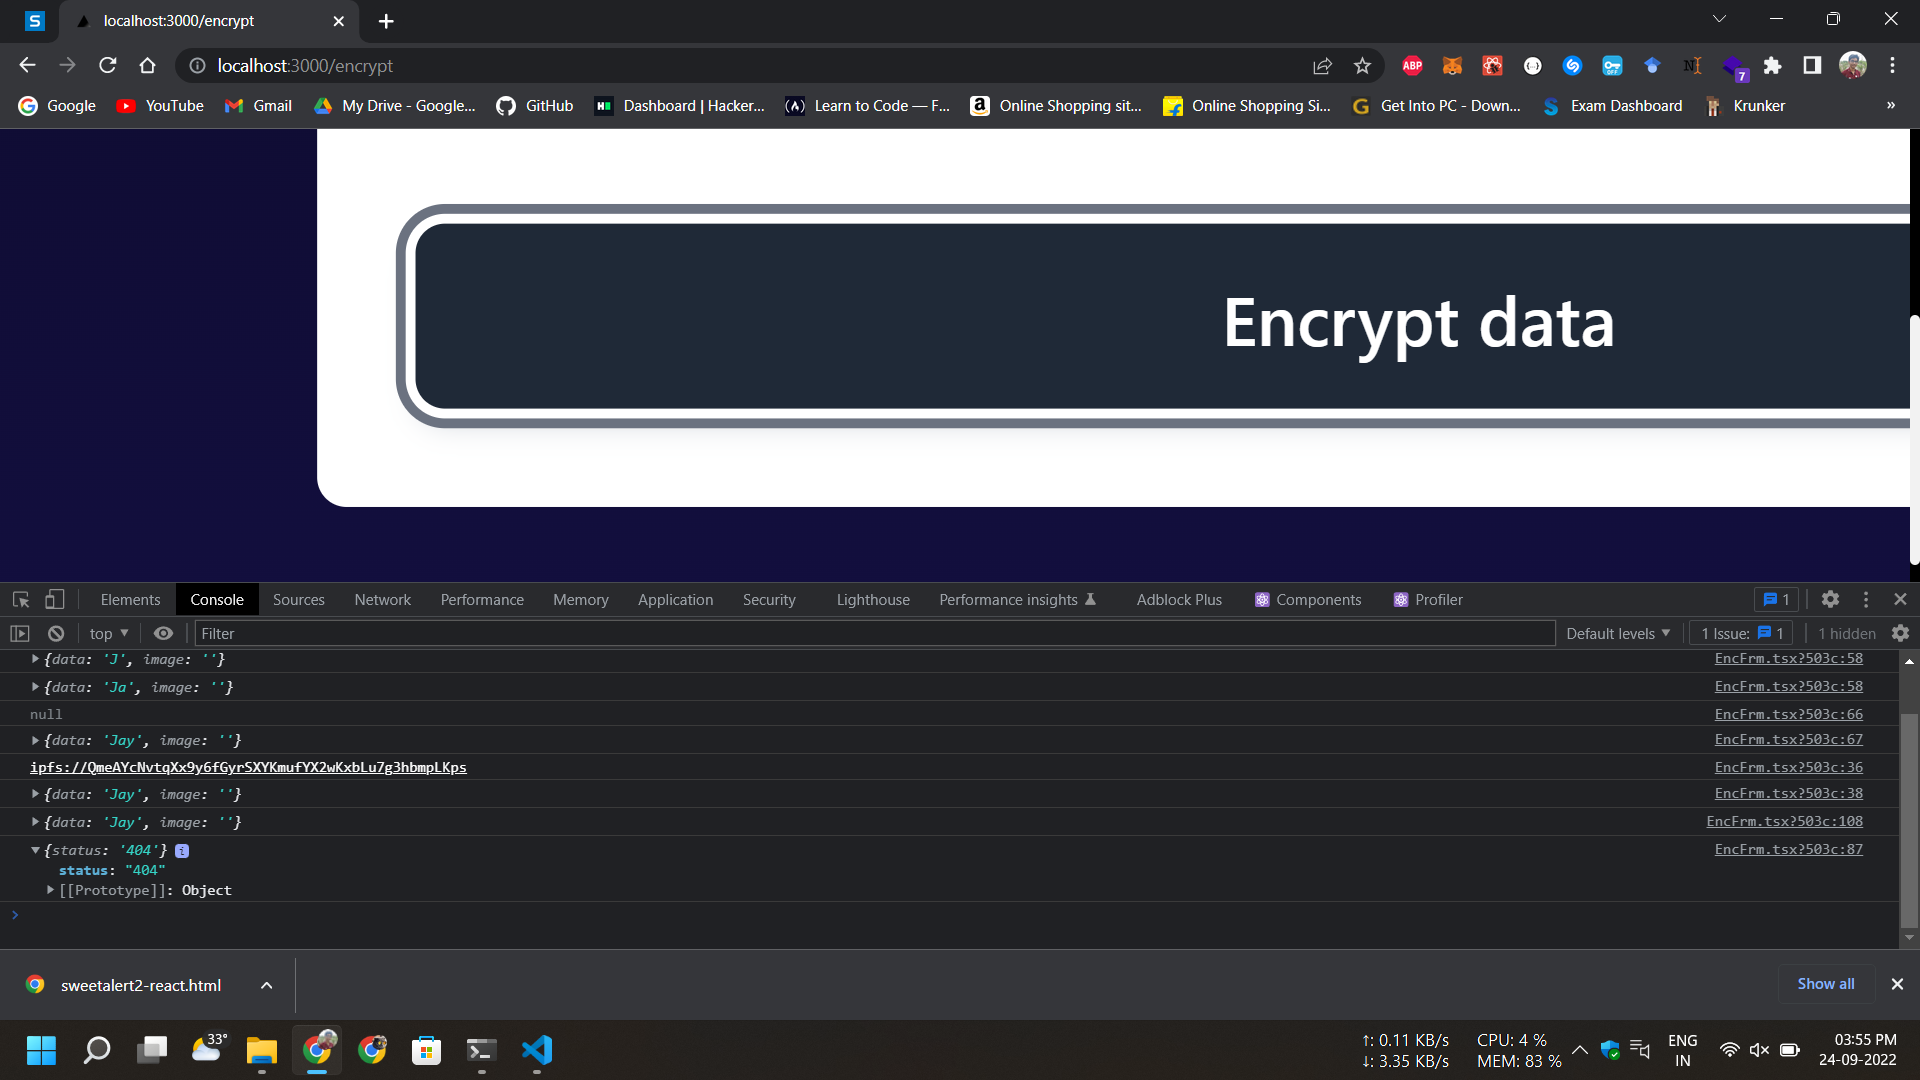 localhost:3000/encrypt
localhost:3000/encrypt
ABP
OFF
N
7
Google
YouTube
Gmail
My Drive - Google...
GitHub
Dashboard | Hacker...
Learn to Code — F...
Online Shopping sit...
Online Shopping Si...
Get Into PC - Down...
Exam Dashboard
Krunker
»
Encrypt data
Elements
Console
Sources
Network
Performance
Memory
Application
Security
Lighthouse
Performance insights
Adblock Plus
Components
Profiler
1
top
Filter
Default levels
1 Issue: 1
1 hidden
{data: 'J', image: ''} EncFrm.tsx?503c:58
{data: 'Ja', image: ''} EncFrm.tsx?503c:58
null EncFrm.tsx?503c:66
{data: 'Jay', image: ''} EncFrm.tsx?503c:67
ipfs://QmeAYcNvtqXx9y6fGyrSXYKmufYX2wKxbLu7g3hbmpLKps EncFrm.tsx?503c:36
{data: 'Jay', image: ''} EncFrm.tsx?503c:38
{data: 'Jay', image: ''} EncFrm.tsx?503c:108
{status: '404'} i EncFrm.tsx?503c:87
status: "404"
[[Prototype]]: Object
sweetalert2-react.html
Show all
33°
↑: 0.11 KB/s
↓: 3.35 KB/s
CPU: 4 %
MEM: 83 %
ENG
IN
03:55 PM
24-09-2022